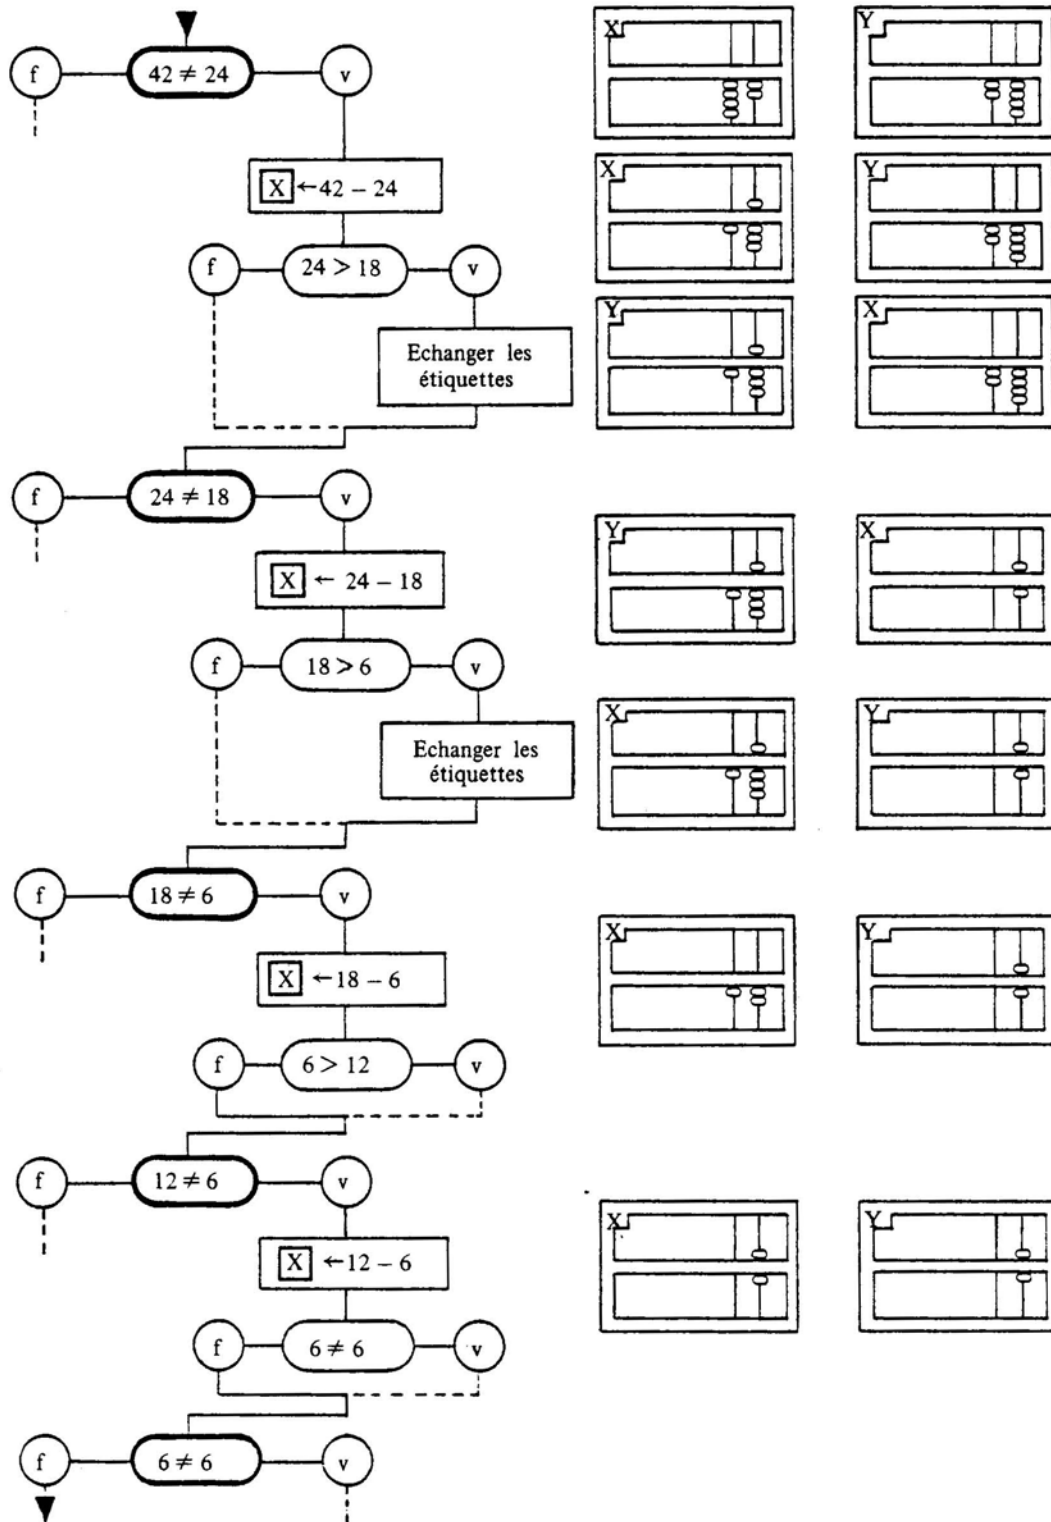 X Y
f 42 ≠ 24 v
X ← 42 – 24
X Y
f 24 > 18 v
Y X
Echanger les
étiquettes
f 24 ≠ 18 v
Y X
X ← 24 – 18
f 18 > 6 v
X Y
Echanger les
étiquettes
f 18 ≠ 6 v
X Y
X ← 18 – 6
f 6 > 12 v
f 12 ≠ 6 v
X Y
X ← 12 – 6
f 6 ≠ 6 v
f 6 ≠ 6 v